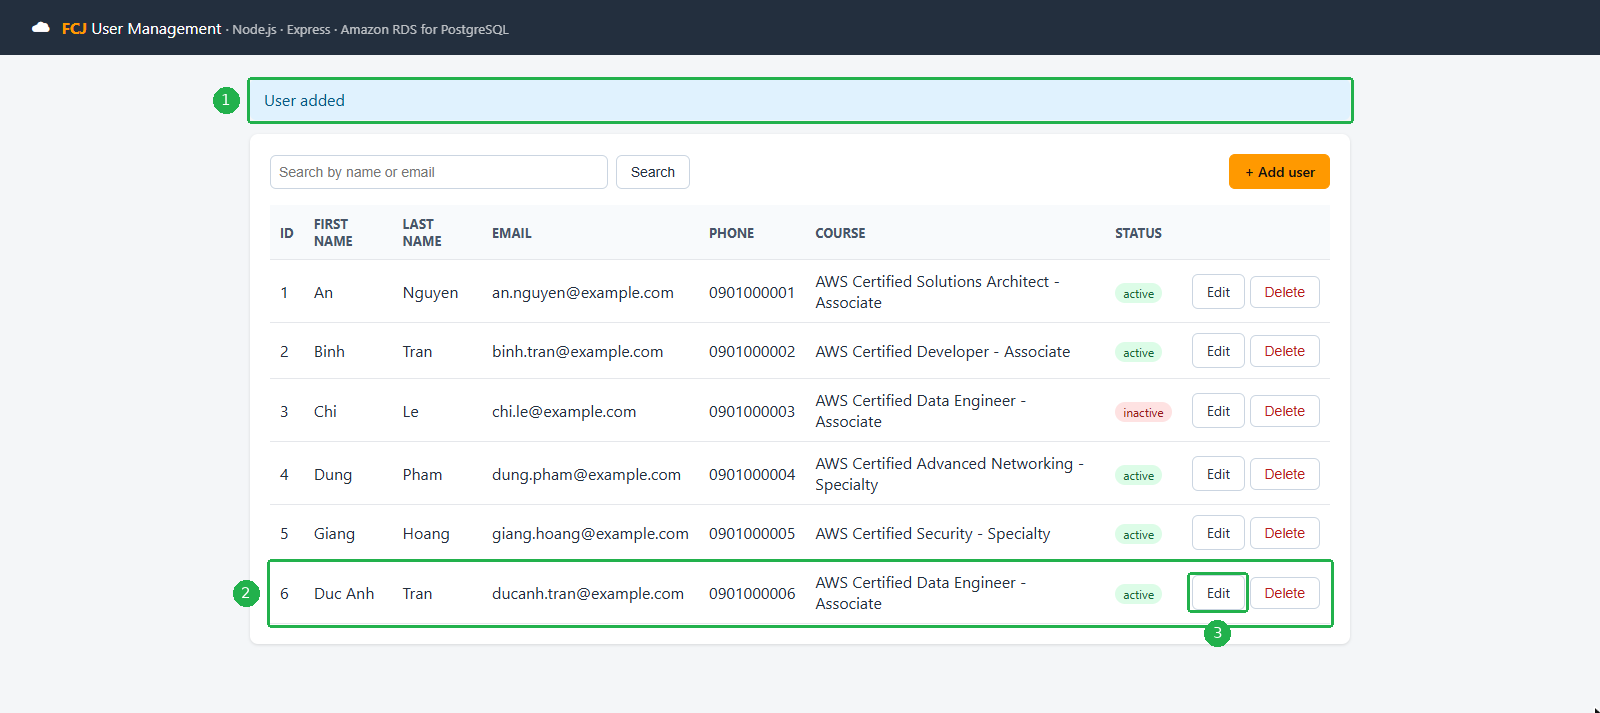 FCJ User Management · Node.js · Express · Amazon RDS for PostgreSQL
1 User added
Search by name or email Search + Add user
ID FIRST NAME LAST NAME EMAIL PHONE COURSE STATUS
1 An Nguyen an.nguyen@example.com 0901000001 AWS Certified Solutions Architect - Associate active Edit Delete
2 Binh Tran binh.tran@example.com 0901000002 AWS Certified Developer - Associate active Edit Delete
3 Chi Le chi.le@example.com 0901000003 AWS Certified Data Engineer - Associate inactive Edit Delete
4 Dung Pham dung.pham@example.com 0901000004 AWS Certified Advanced Networking - Specialty active Edit Delete
5 Giang Hoang giang.hoang@example.com 0901000005 AWS Certified Security - Specialty active Edit Delete
2 6 Duc Anh Tran ducanh.tran@example.com 0901000006 AWS Certified Data Engineer - Associate active Edit Delete
3